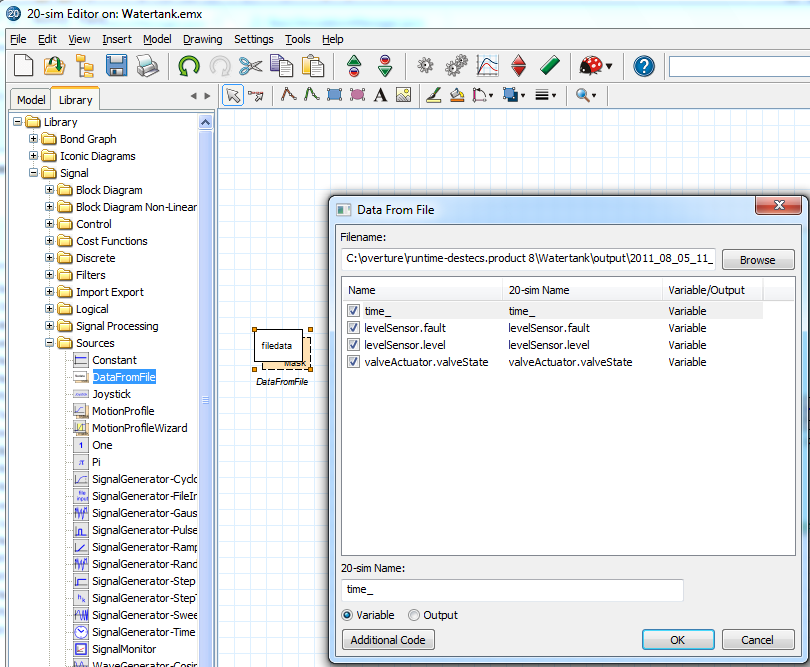 20-sim Editor on: Watertank.emx
File Edit View Insert Model Drawing Settings Tools Help
Model Library
Library
Bond Graph
Iconic Diagrams
Signal
Block Diagram
Block Diagram Non-Linear
Control
Cost Functions
Discrete
Filters
Import Export
Logical
Signal Processing
Sources
Constant
DataFromFile
Joystick
MotionProfile
MotionProfileWizard
One
Pi
SignalGenerator-Cyclo
SignalGenerator-FileIn
SignalGenerator-Gaus
SignalGenerator-Pulse
SignalGenerator-Ramp
SignalGenerator-Rand
SignalGenerator-Step
SignalGenerator-StepT
SignalGenerator-Swee
SignalGenerator-Time
SignalMonitor
WaveGenerator-Cosin
filedata
Mask
DataFromFile
Data From File
Filename:
C:\overture\runtime-destecs.product 8\Watertank\output\2011_08_05_11_ Browse
Name 20-sim Name Variable/Output
time_ time_ Variable
levelSensor.fault levelSensor.fault Variable
levelSensor.level levelSensor.level Variable
valveActuator.valveState valveActuator.valveState Variable
20-sim Name:
time_
Variable Output
Additional Code OK Cancel